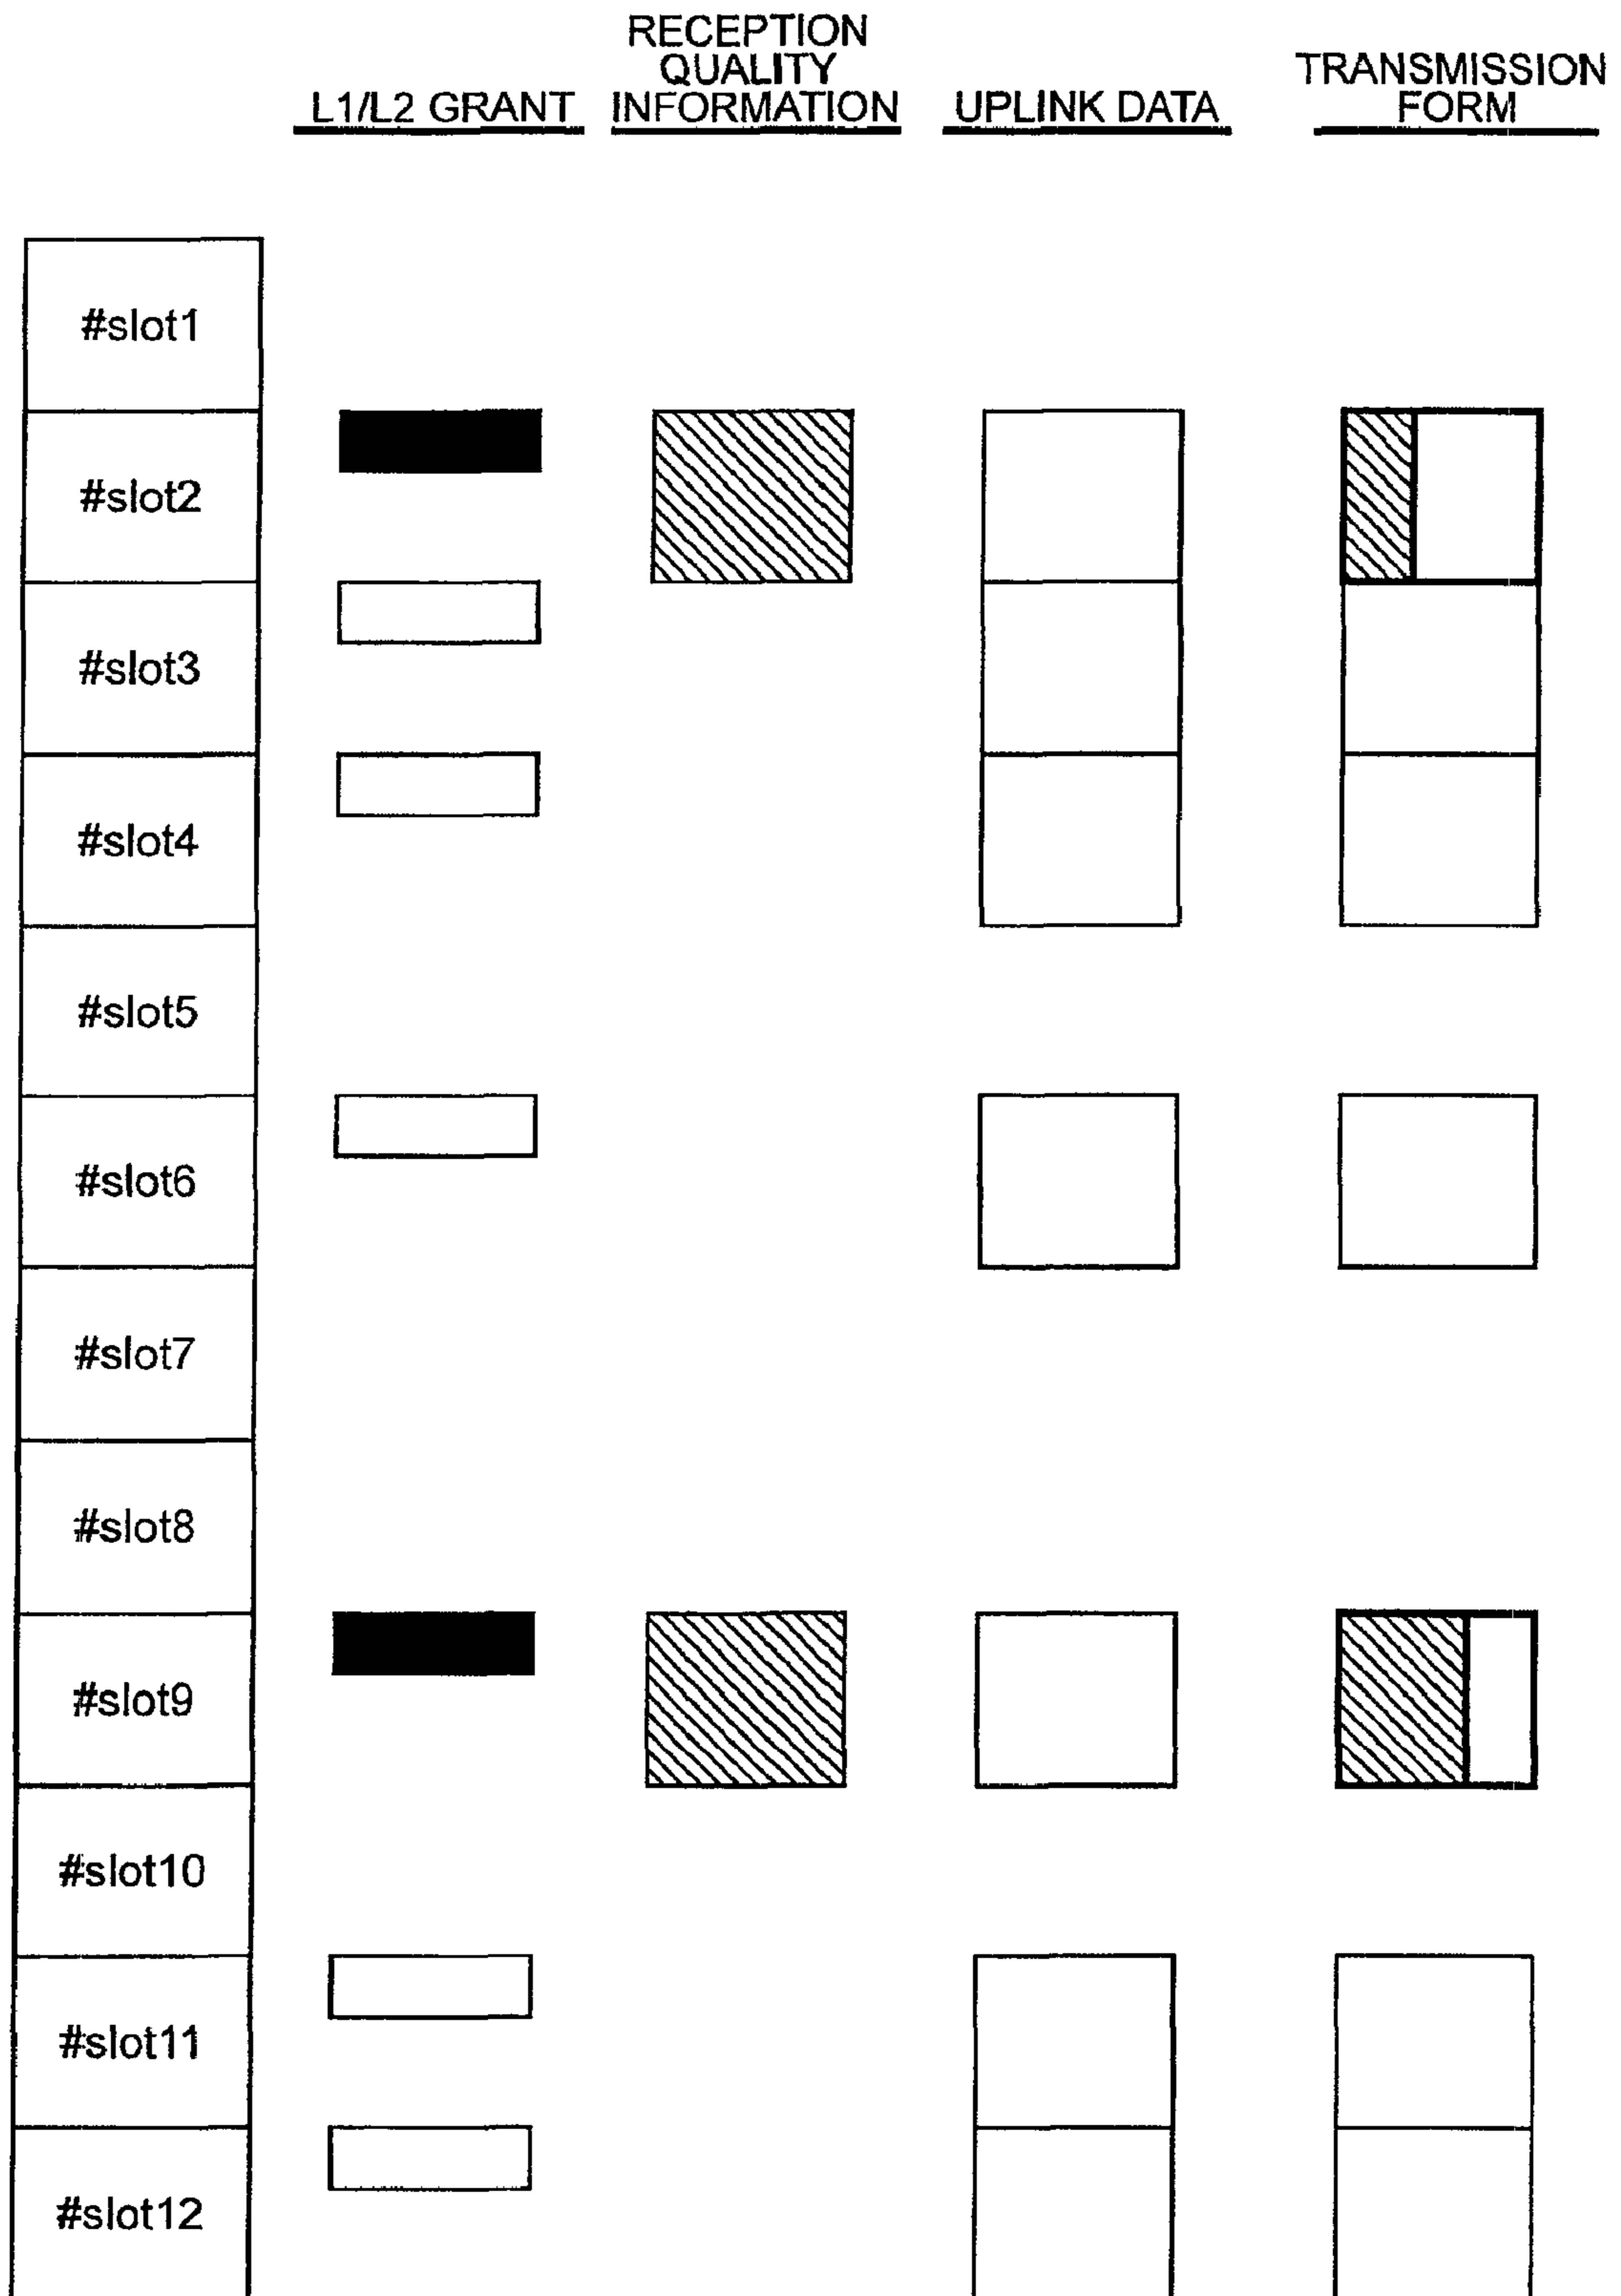 RECEPTION
QUALITY
INFORMATION
L1/L2 GRANT
UPLINK DATA
TRANSMISSION
FORM
#slot1
#slot2
#slot3
#slot4
#slot5
#slot6
#slot7
#slot8
#slot9
#slot10
#slot11
#slot12